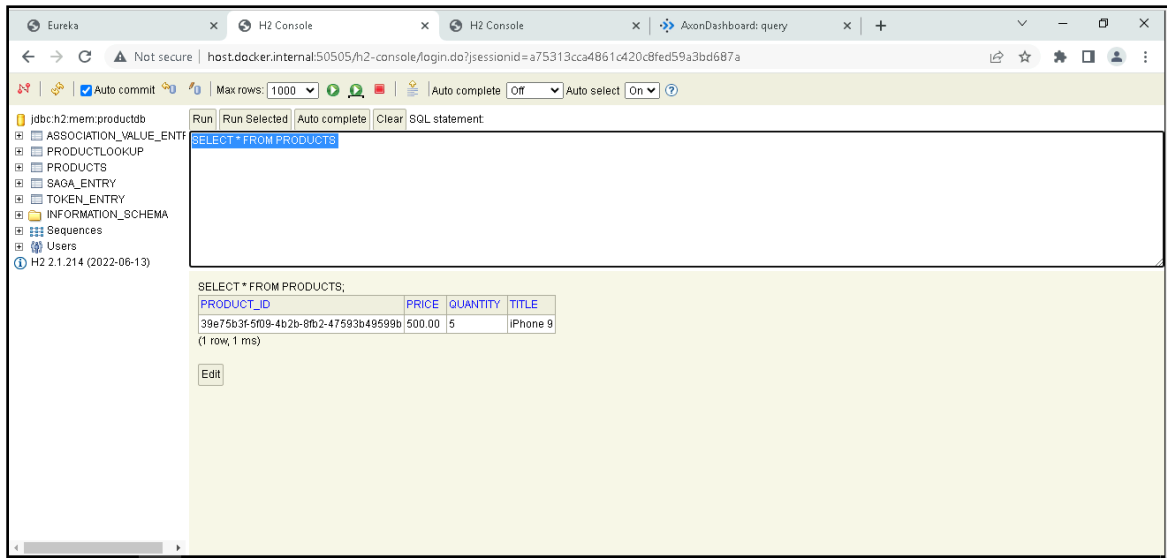 Eureka
H2 Console
H2 Console
AxonDashboard: query
Not secure | host.docker.internal:50505/h2-console/login.do?jsessionid=a75313cca4861c420c8fed59a3bd687a
Auto commit Max rows: 1000 Auto complete Off Auto select On
jdbc:h2:mem:productdb
ASSOCIATION_VALUE_ENTF
PRODUCTLOOKUP
PRODUCTS
SAGA_ENTRY
TOKEN_ENTRY
INFORMATION_SCHEMA
Sequences
Users
H2 2.1.214 (2022-06-13)
Run Run Selected Auto complete Clear SQL statement:
SELECT * FROM PRODUCTS
SELECT * FROM PRODUCTS;
PRODUCT_ID PRICE QUANTITY TITLE
39e75b3f-5f09-4b2b-8fb2-47593b49599b 500.00 5 iPhone 9
(1 row, 1 ms)
Edit